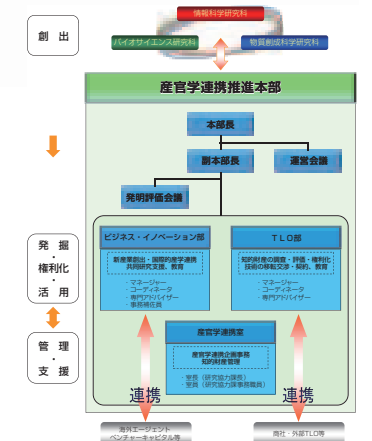 情報科学研究科
バイオサイエンス研究科
物質創成科学研究科
創 出
産官学連携推進本部
本部長
副本部長
運営会議
発明評価会議
発 掘
・
権利化
・
活 用
ビジネス・イノベーション部
新産業創出・国際的産学連携
共同研究支援、教育
・マネージャー
・コーディネータ
・専門アドバイザー
・事務補佐員
TLO部
知的財産の調査・評価・権利化
技術の移転交渉・契約、教育
・マネージャー
・コーディネータ
・専門アドバイザー
管 理
・
支 援
産官学連携室
産官学連携企画事務
知的財産管理
・室長（研究協力課長）
・室員（研究協力課事務職員）
連携
連携
海外エージェント
ベンチャーキャピタル等
商社・外部TLO等